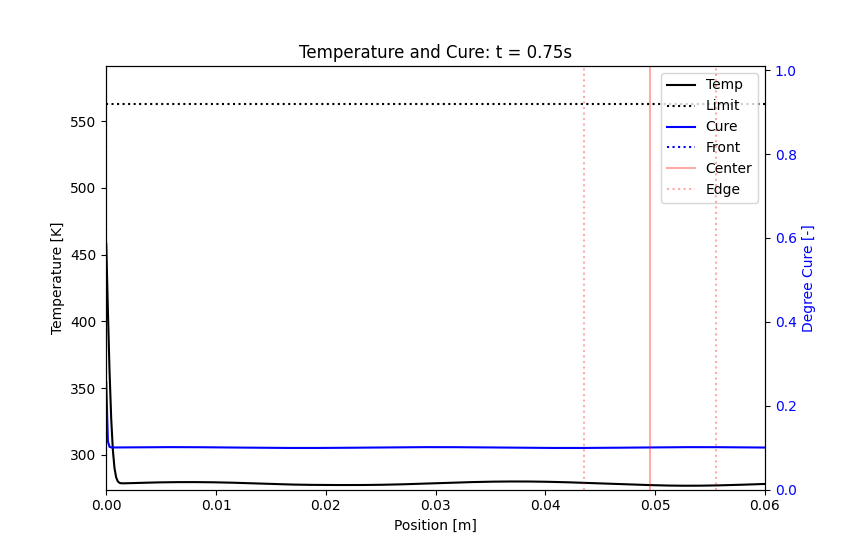 Temperature and Cure: t = 0.75s
Temp
Limit
Cure
Front
Center
Edge
550
500
450
400
350
300
Temperature [K]
1.0
0.8
0.6
0.4
0.2
0.0
Degree Cure [-]
0.00 0.01 0.02 0.03 0.04 0.05 0.06
Position [m]